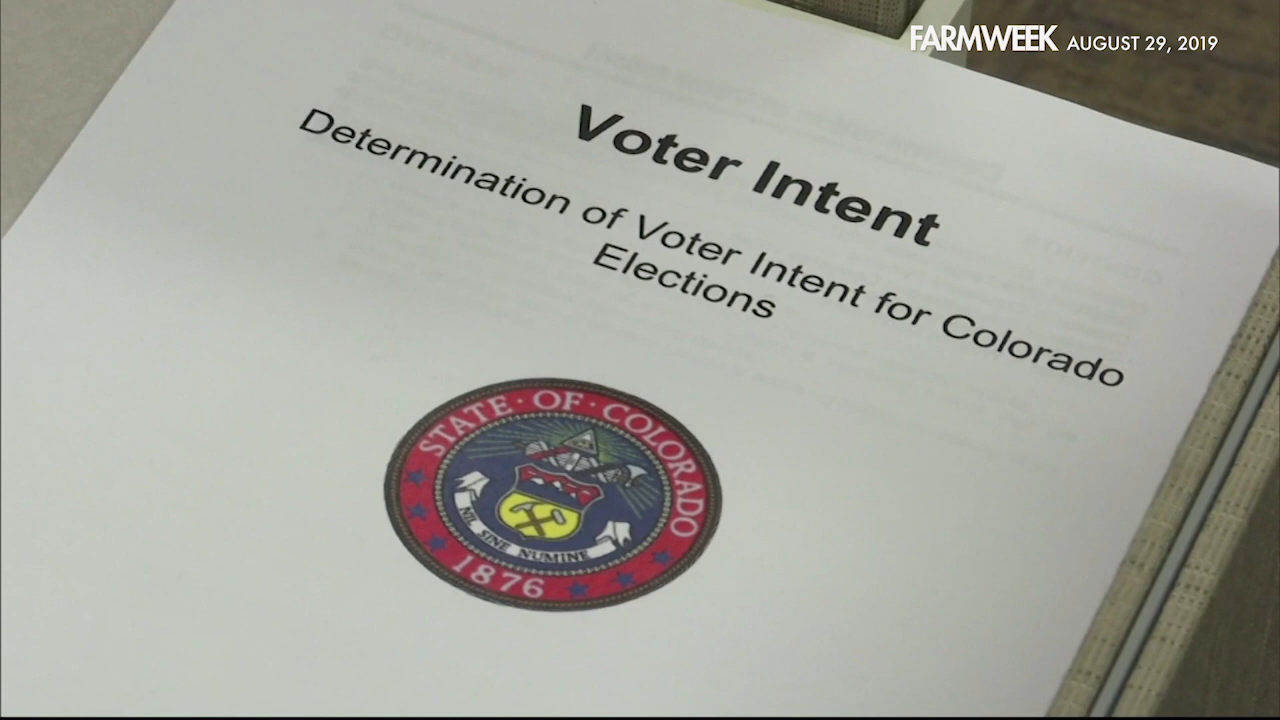 FARMWEEK AUGUST 29, 2019
Voter Intent
Determination of Voter Intent for Colorado
Elections
STATE · OF · COLORADO
NIL SINE NUMINE
1876